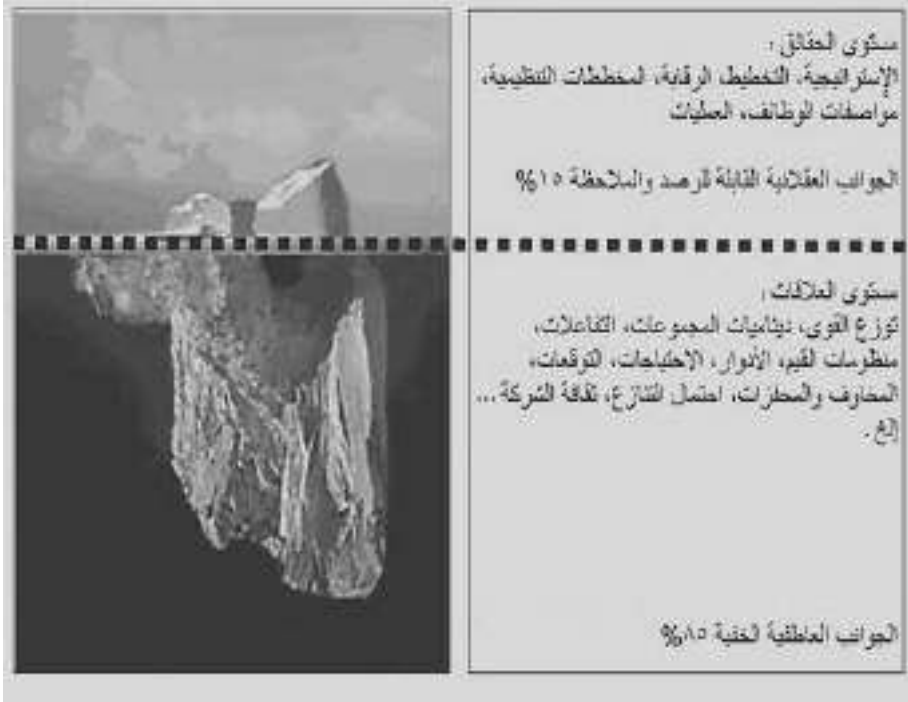 مستوى الحقائق:
الإستراتيجية، التخطيط، الرقابة، المخططات التنظيمية،
مواصفات الوظائف، العمليات
الجوانب العقلانية القابلة للرصد والملاحظة ١٥%
مستوى العلاقات:
توزع القوى، ديناميات المجموعات، التفاعلات،
منظومات القيم، الأدوار، الاحتياجات، التوقعات،
المخاوف والمحظرات، احتمال التنازع، ثقافة الشركة ...
إلخ.
الجوانب العاطفية الخفية ٨٥%